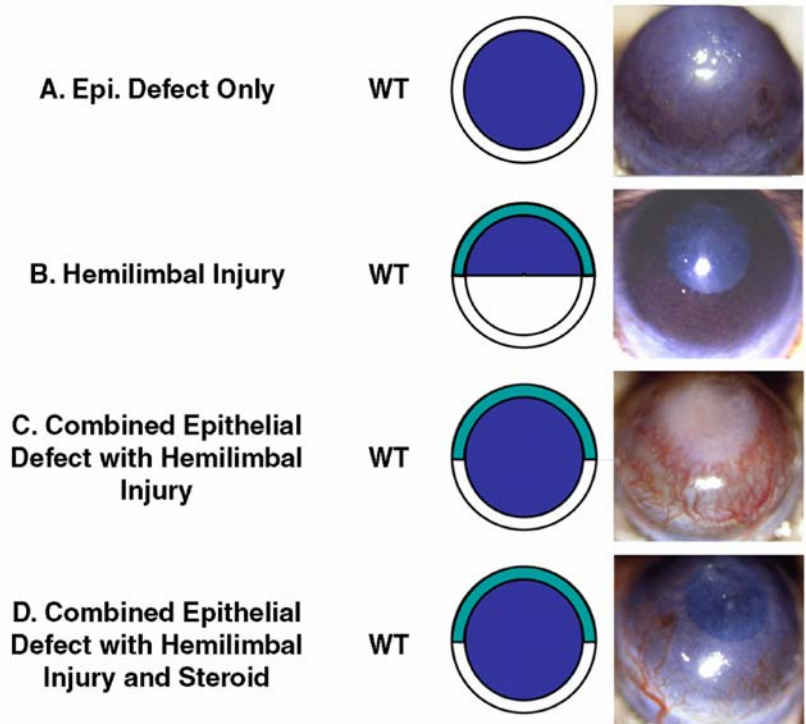 A. Epi. Defect Only
WT
B. Hemilimbal Injury
WT
C. Combined Epithelial
Defect with Hemilimbal
Injury
WT
D. Combined Epithelial
Defect with Hemilimbal
Injury and Steroid
WT